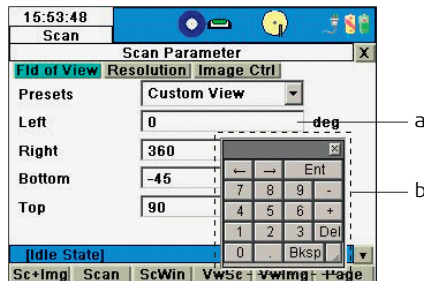 15:53:48
Scan
Scan Parameter X
Fld of View Resolution Image Ctrl
Presets Custom View
Left 0 deg a
Right 360
← → Ent
Bottom -45
7 8 9 - b
Top 90
4 5 6 +
1 2 3 Del
[Idle State] 0 . Bksp
Sc+Img Scan ScWin VwSc VwImg Page